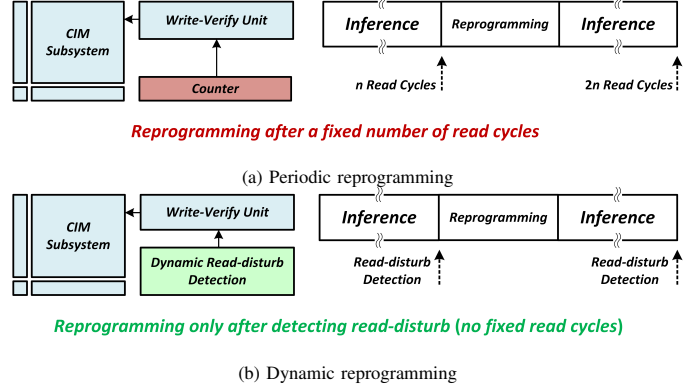 CIM
Subsystem
Write-Verify Unit
Counter
Inference
Reprogramming
Inference
n Read Cycles
2n Read Cycles
Reprogramming after a fixed number of read cycles
(a) Periodic reprogramming
CIM
Subsystem
Write-Verify Unit
Dynamic Read-disturb
Detection
Inference
Reprogramming
Inference
Read-disturb
Detection
Read-disturb
Detection
Reprogramming only after detecting read-disturb (no fixed read cycles)
(b) Dynamic reprogramming